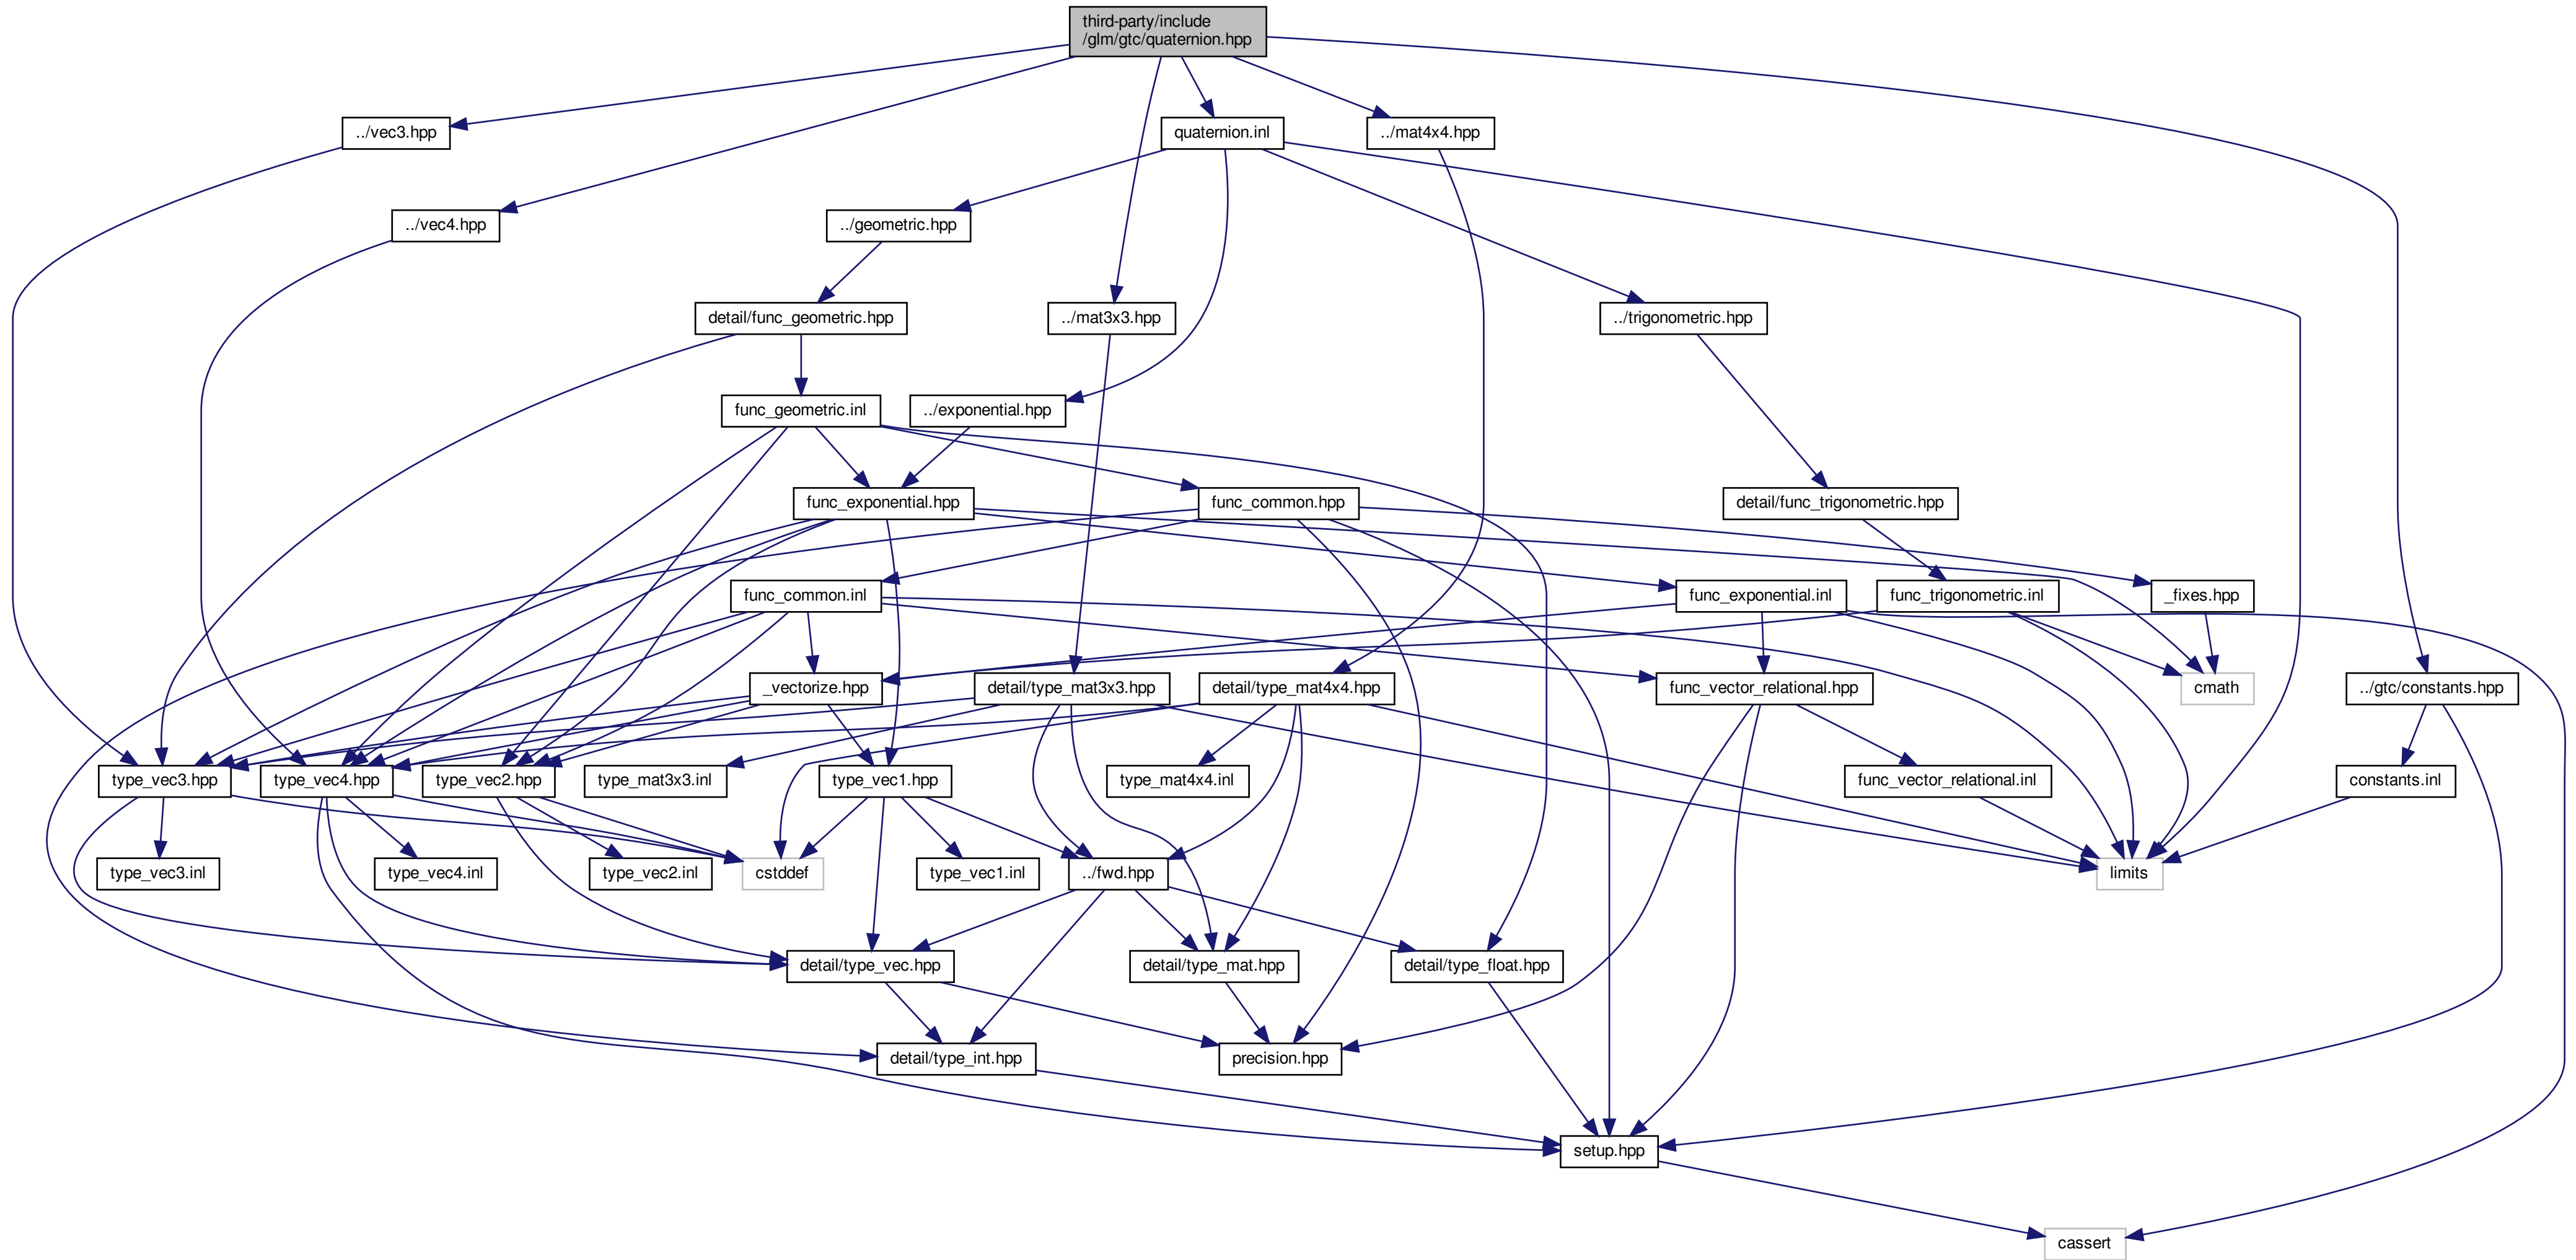 third-party/include
/glm/gtc/quaternion.hpp
../vec3.hpp
quaternion.inl
../mat4x4.hpp
../vec4.hpp
../geometric.hpp
detail/func_geometric.hpp
../mat3x3.hpp
../trigonometric.hpp
func_geometric.inl
../exponential.hpp
func_exponential.hpp
func_common.hpp
detail/func_trigonometric.hpp
func_common.inl
func_exponential.inl
func_trigonometric.inl
_fixes.hpp
_vectorize.hpp
detail/type_mat3x3.hpp
detail/type_mat4x4.hpp
func_vector_relational.hpp
cmath
../gtc/constants.hpp
type_vec3.hpp
type_vec4.hpp
type_vec2.hpp
type_mat3x3.inl
type_vec1.hpp
type_mat4x4.inl
func_vector_relational.inl
constants.inl
type_vec3.inl
type_vec4.inl
type_vec2.inl
cstddef
type_vec1.inl
../fwd.hpp
limits
detail/type_vec.hpp
detail/type_mat.hpp
detail/type_float.hpp
detail/type_int.hpp
precision.hpp
setup.hpp
cassert